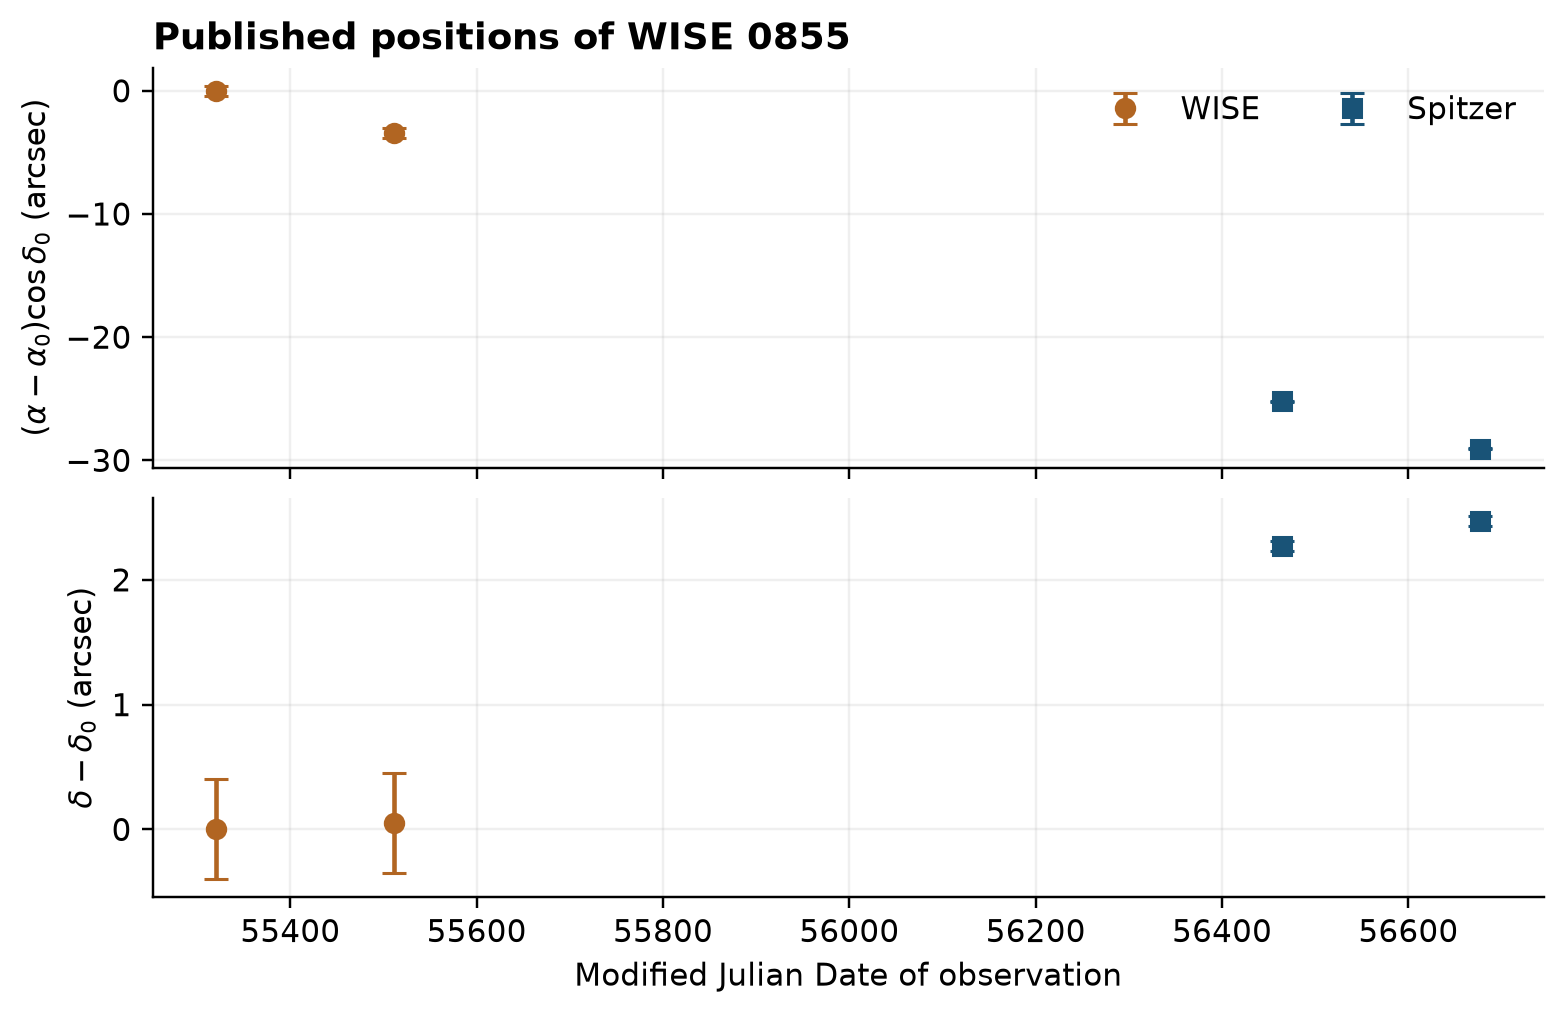 Published positions of WISE 0855
(α − α₀)cos δ₀ (arcsec)
0
−10
−20
−30
WISE
Spitzer
δ − δ₀ (arcsec)
2
1
0
55400 55600 55800 56000 56200 56400 56600
Modified Julian Date of observation